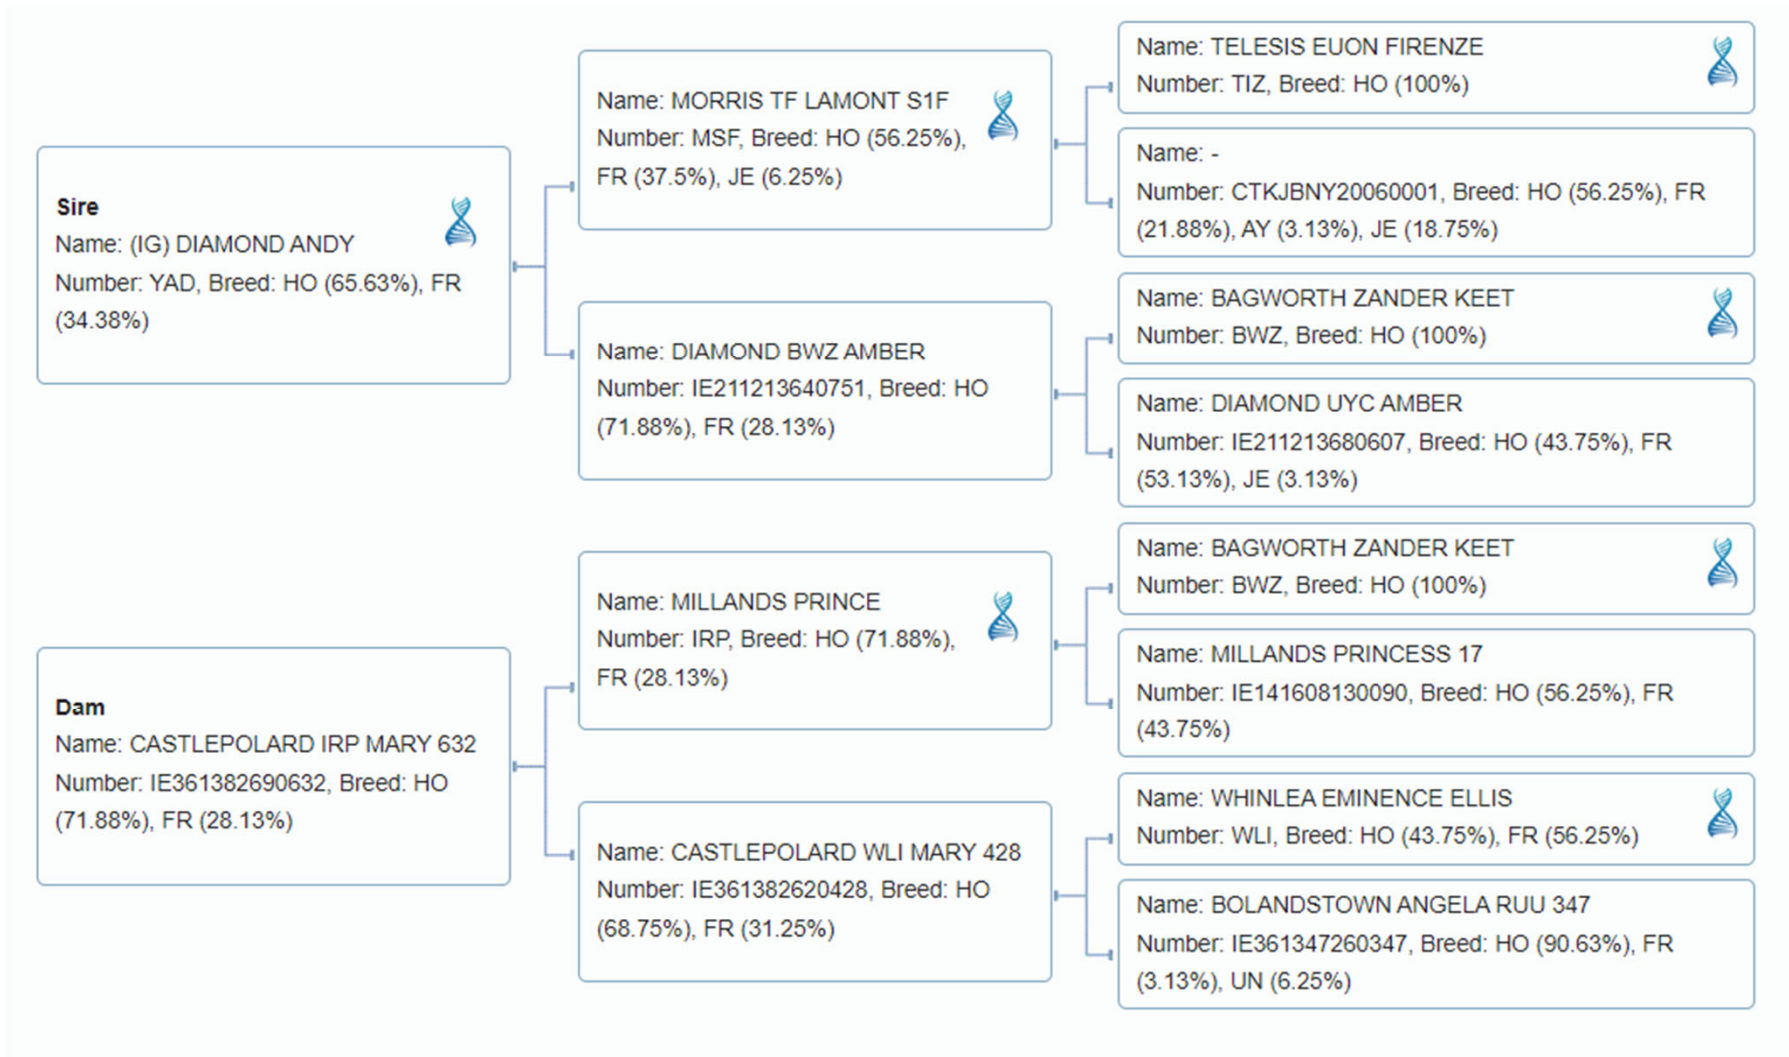 Sire
Name: (IG) DIAMOND ANDY
Number: YAD, Breed: HO (65.63%), FR
(34.38%)
Name: MORRIS TF LAMONT S1F
Number: MSF, Breed: HO (56.25%),
FR (37.5%), JE (6.25%)
Name: TELESIS EUON FIRENZE
Number: TIZ, Breed: HO (100%)
Name: -
Number: CTKJBNY20060001, Breed: HO (56.25%), FR
(21.88%), AY (3.13%), JE (18.75%)
Name: DIAMOND BWZ AMBER
Number: IE211213640751, Breed: HO
(71.88%), FR (28.13%)
Name: BAGWORTH ZANDER KEET
Number: BWZ, Breed: HO (100%)
Name: DIAMOND UYC AMBER
Number: IE211213680607, Breed: HO (43.75%), FR
(53.13%), JE (3.13%)
Dam
Name: CASTLEPOLARD IRP MARY 632
Number: IE361382690632, Breed: HO
(71.88%), FR (28.13%)
Name: MILLANDS PRINCE
Number: IRP, Breed: HO (71.88%),
FR (28.13%)
Name: BAGWORTH ZANDER KEET
Number: BWZ, Breed: HO (100%)
Name: MILLANDS PRINCESS 17
Number: IE141608130090, Breed: HO (56.25%), FR
(43.75%)
Name: CASTLEPOLARD WLI MARY 428
Number: IE361382620428, Breed: HO
(68.75%), FR (31.25%)
Name: WHINLEA EMINENCE ELLIS
Number: WLI, Breed: HO (43.75%), FR (56.25%)
Name: BOLANDSTOWN ANGELA RUU 347
Number: IE361347260347, Breed: HO (90.63%), FR
(3.13%), UN (6.25%)